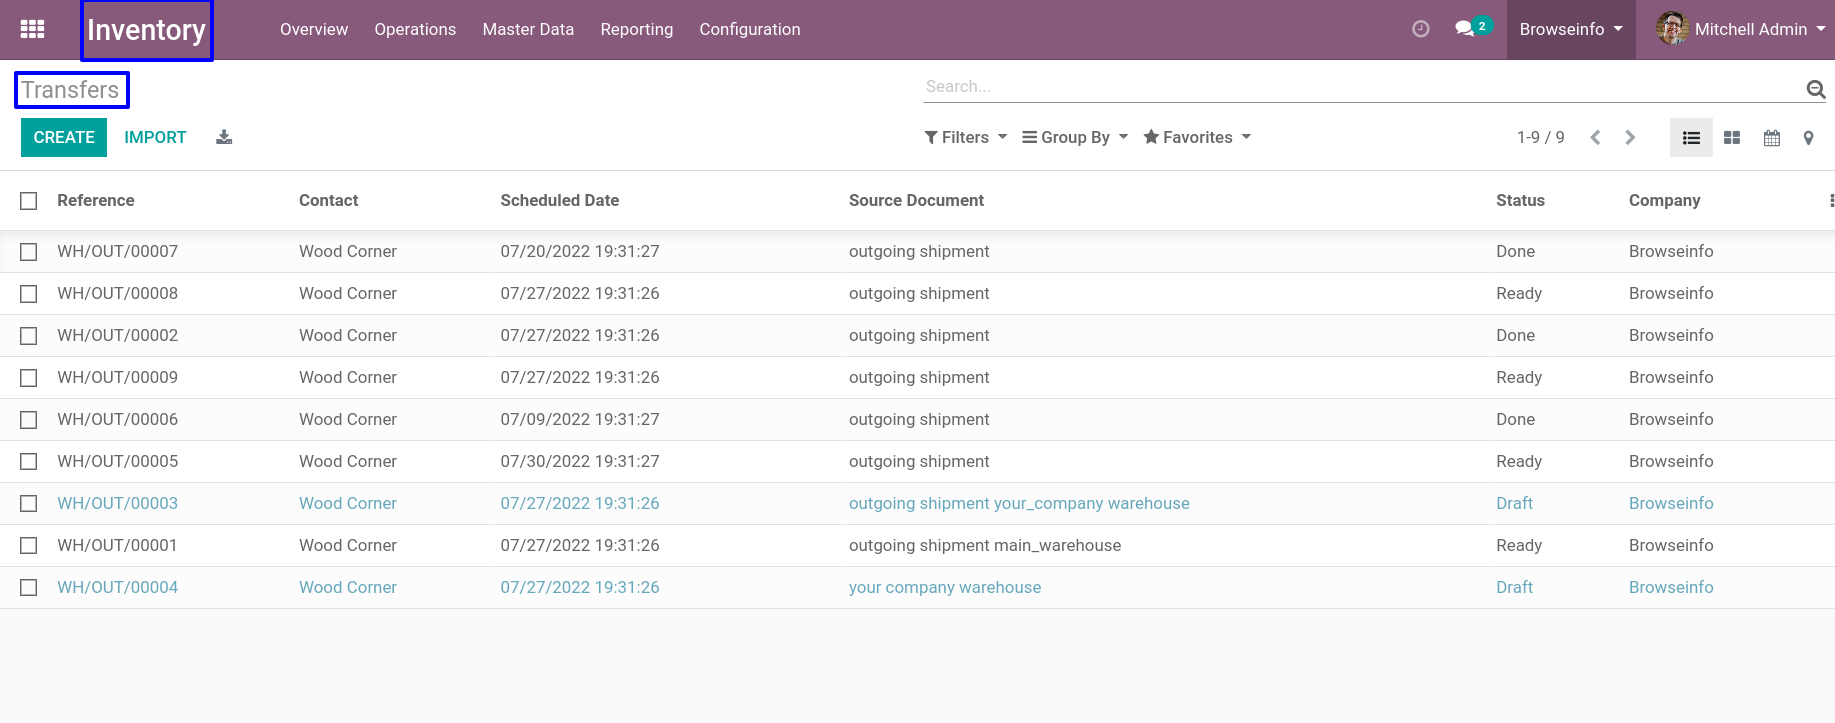 Inventory Overview Operations Master Data Reporting Configuration 2 Browseinfo Mitchell Admin
Transfers Search...
CREATE IMPORT Filters Group By Favorites 1-9 / 9
Reference Contact Scheduled Date Source Document Status Company
WH/OUT/00007 Wood Corner 07/20/2022 19:31:27 outgoing shipment Done Browseinfo
WH/OUT/00008 Wood Corner 07/27/2022 19:31:26 outgoing shipment Ready Browseinfo
WH/OUT/00002 Wood Corner 07/27/2022 19:31:26 outgoing shipment Done Browseinfo
WH/OUT/00009 Wood Corner 07/27/2022 19:31:26 outgoing shipment Ready Browseinfo
WH/OUT/00006 Wood Corner 07/09/2022 19:31:27 outgoing shipment Done Browseinfo
WH/OUT/00005 Wood Corner 07/30/2022 19:31:27 outgoing shipment Ready Browseinfo
WH/OUT/00003 Wood Corner 07/27/2022 19:31:26 outgoing shipment your_company warehouse Draft Browseinfo
WH/OUT/00001 Wood Corner 07/27/2022 19:31:26 outgoing shipment main_warehouse Ready Browseinfo
WH/OUT/00004 Wood Corner 07/27/2022 19:31:26 your company warehouse Draft Browseinfo